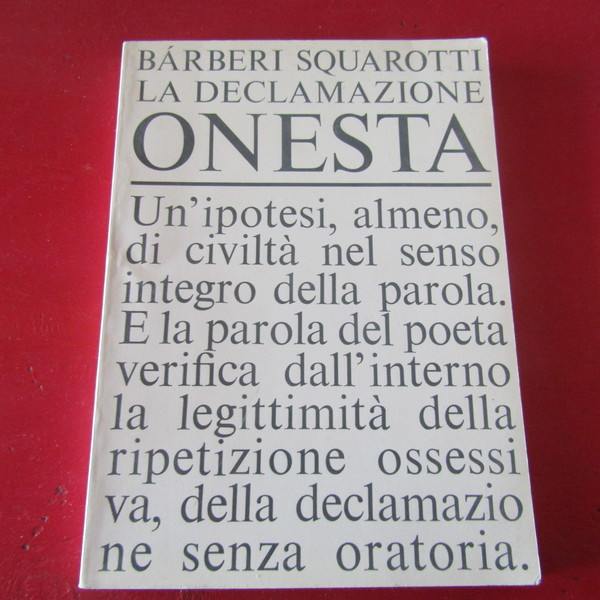 BÁRBERI SQUAROTTI
LA DECLAMAZIONE
ONESTA
Un'ipotesi, almeno,
di civiltà nel senso
integro della parola.
E la parola del poeta
verifica dall'interno
la legittimità della
ripetizione ossessi
va, della declamazio
ne senza oratoria.